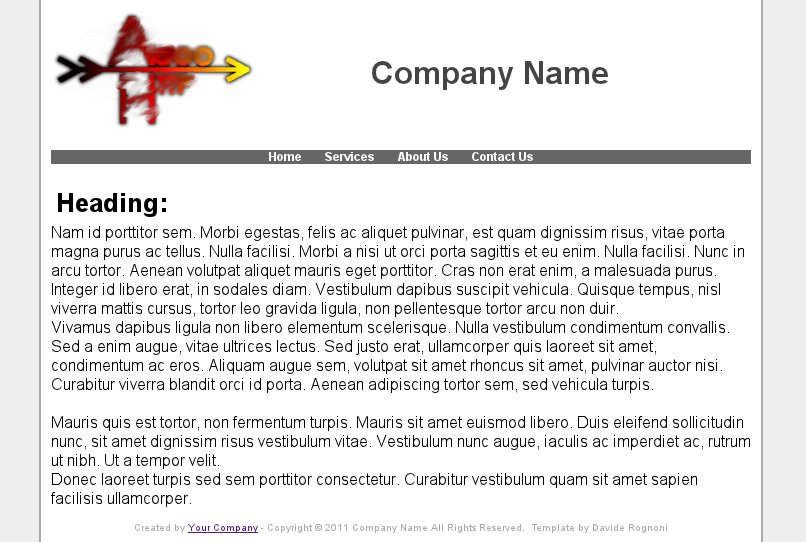 Company Name
Home Services About Us Contact Us
Heading:
Nam id porttitor sem. Morbi egestas, felis ac aliquet pulvinar, est quam dignissim risus, vitae porta
magna purus ac tellus. Nulla facilisi. Morbi a nisi ut orci porta sagittis et eu enim. Nulla facilisi. Nunc in
arcu tortor. Aenean volutpat aliquet mauris eget porttitor. Cras non erat enim, a malesuada purus.
Integer id libero erat, in sodales diam. Vestibulum dapibus suscipit vehicula. Quisque tempus, nisl
viverra mattis cursus, tortor leo gravida ligula, non pellentesque tortor arcu non duir.
Vivamus dapibus ligula non libero elementum scelerisque. Nulla vestibulum condimentum convallis.
Sed a enim augue, vitae ultrices lectus. Sed justo erat, ullamcorper quis laoreet sit amet,
condimentum ac eros. Aliquam augue sem, volutpat sit amet rhoncus sit amet, pulvinar auctor nisi.
Curabitur viverra blandit orci id porta. Aenean adipiscing tortor sem, sed vehicula turpis.
Mauris quis est tortor, non fermentum turpis. Mauris sit amet euismod libero. Duis eleifend sollicitudin
nunc, sit amet dignissim risus vestibulum vitae. Vestibulum nunc augue, iaculis ac imperdiet ac, rutrum
ut nibh. Ut a tempor velit.
Donec laoreet turpis sed sem porttitor consectetur. Curabitur vestibulum quam sit amet sapien
facilisis ullamcorper.
Created by Your Company - Copyright © 2011 Company Name All Rights Reserved. Template by Davide Rognoni